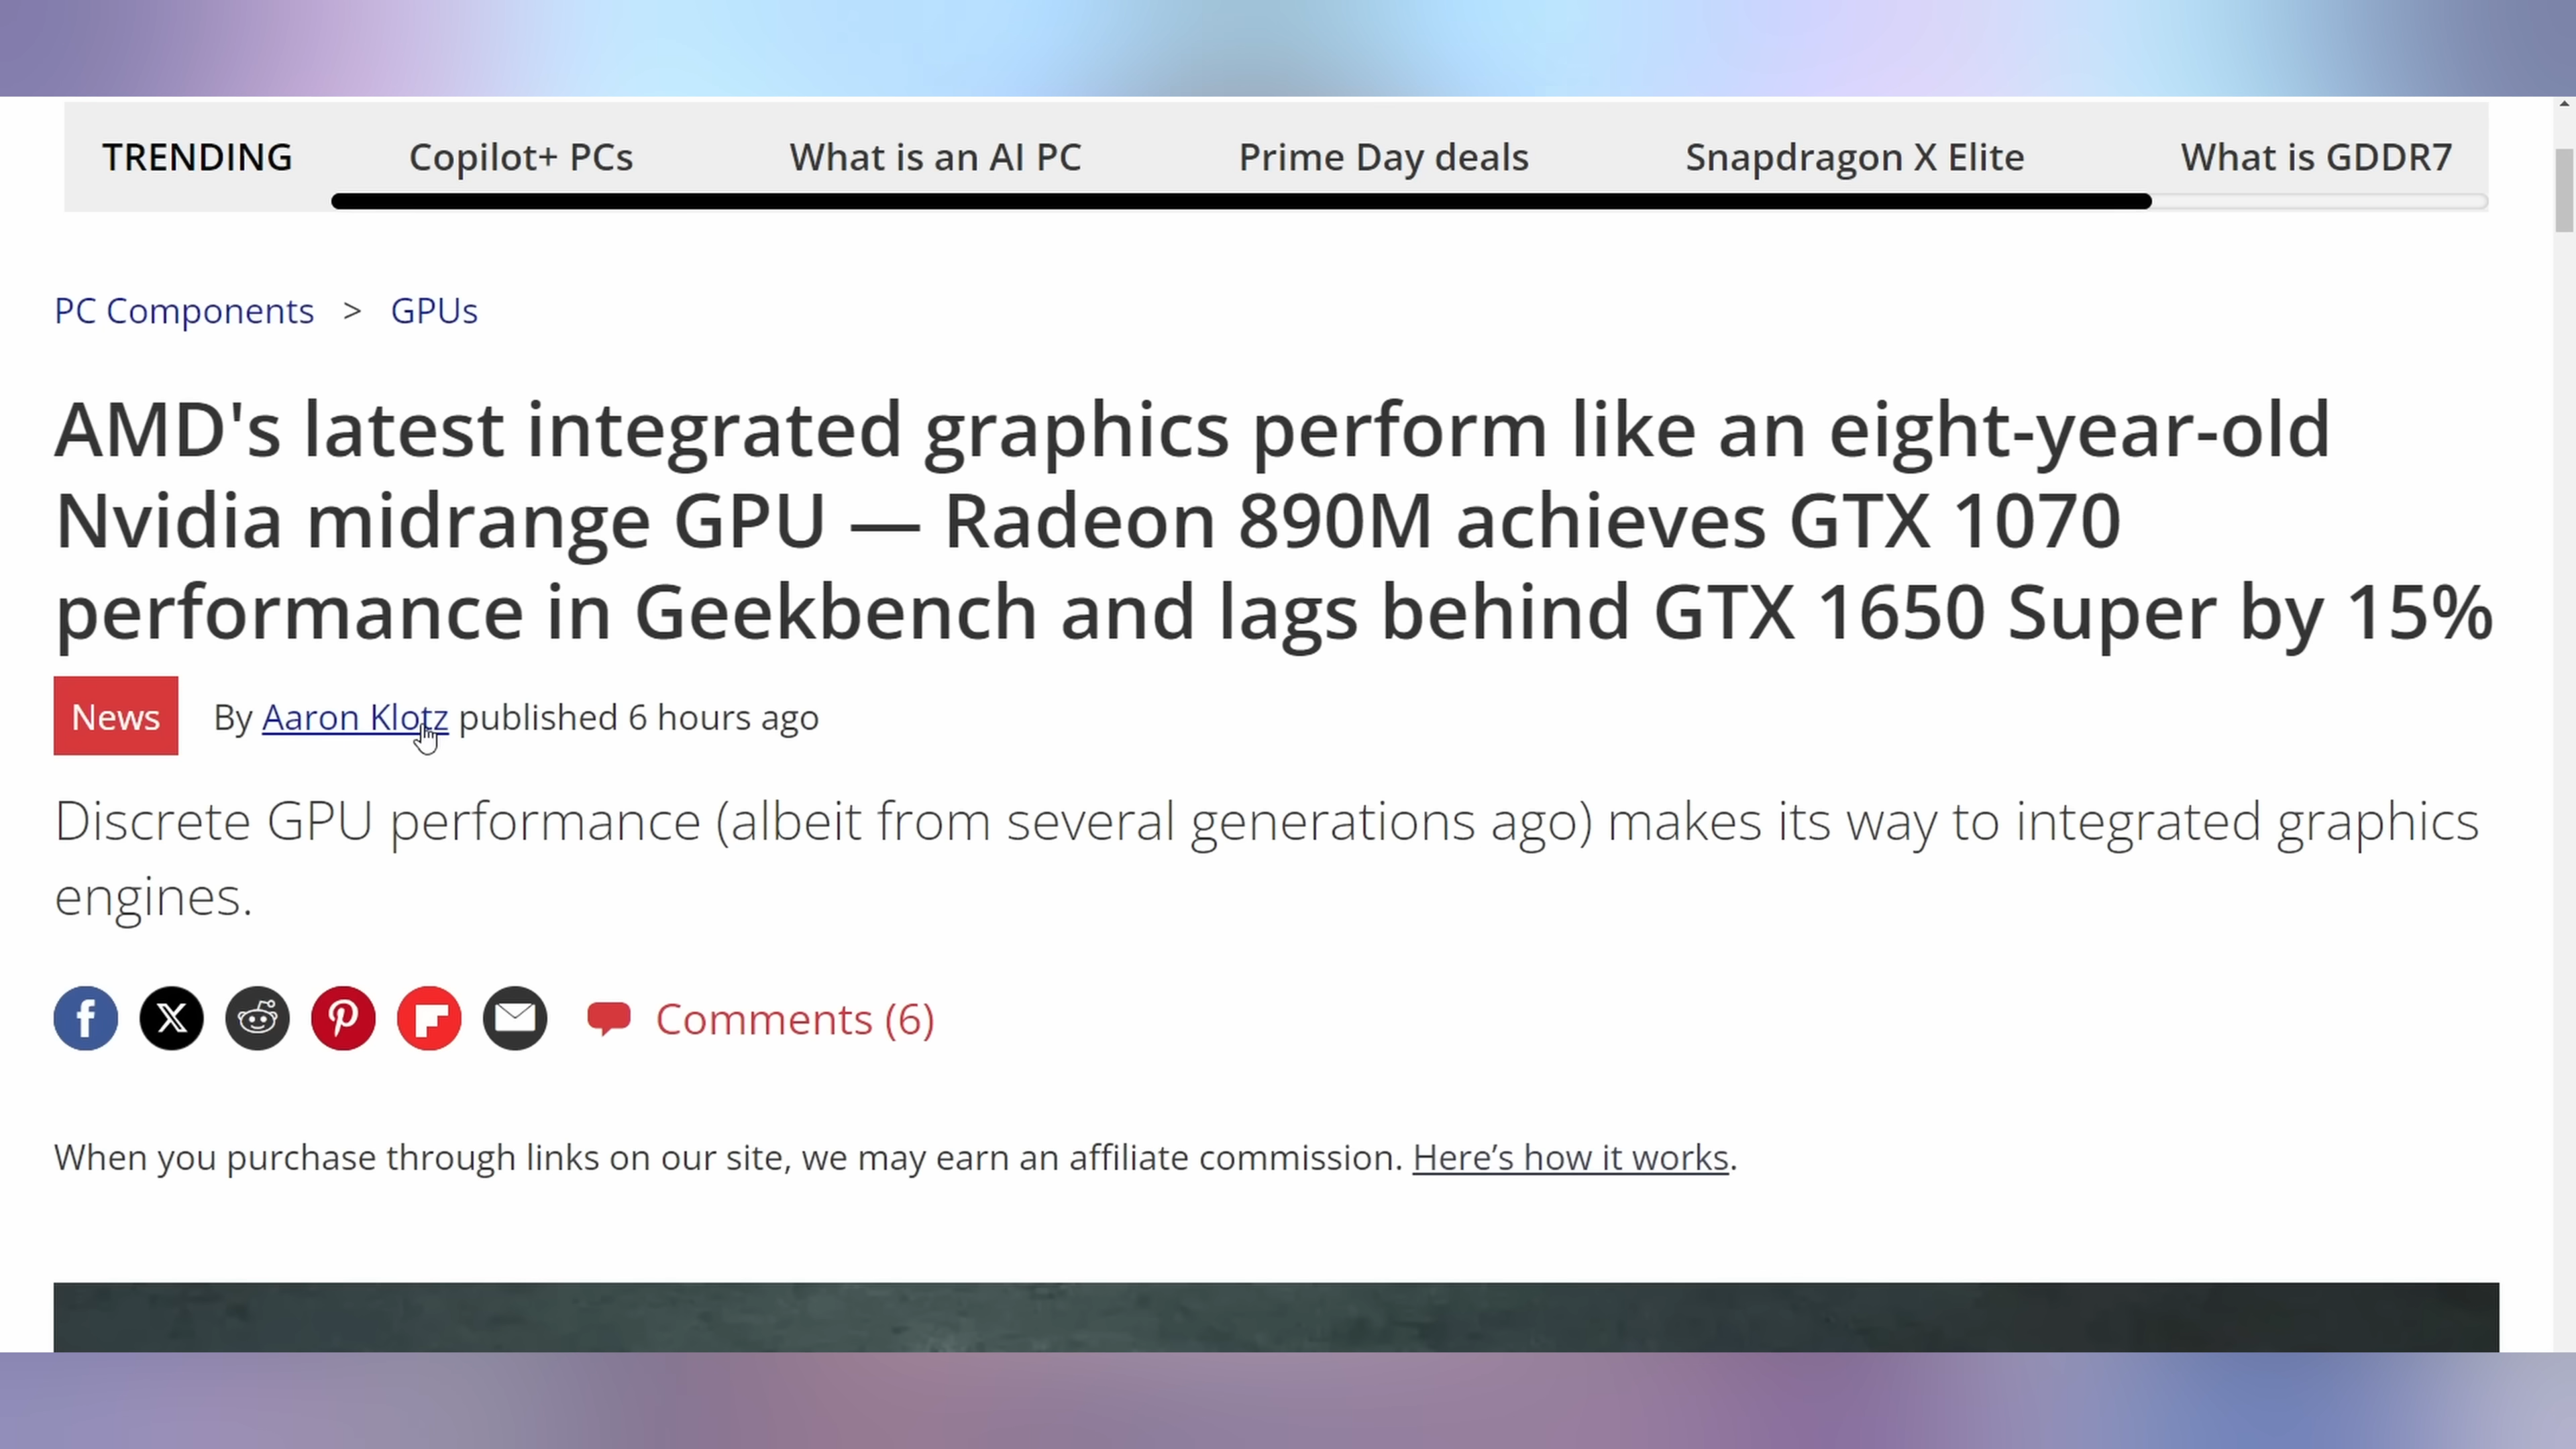 TRENDING Copilot+ PCs What is an AI PC Prime Day deals Snapdragon X Elite What is GDDR7
PC Components > GPUs
AMD's latest integrated graphics perform like an eight-year-old
Nvidia midrange GPU — Radeon 890M achieves GTX 1070
performance in Geekbench and lags behind GTX 1650 Super by 15%
News By Aaron Klotz published 6 hours ago
Discrete GPU performance (albeit from several generations ago) makes its way to integrated graphics
engines.
Comments (6)
When you purchase through links on our site, we may earn an affiliate commission. Here’s how it works.